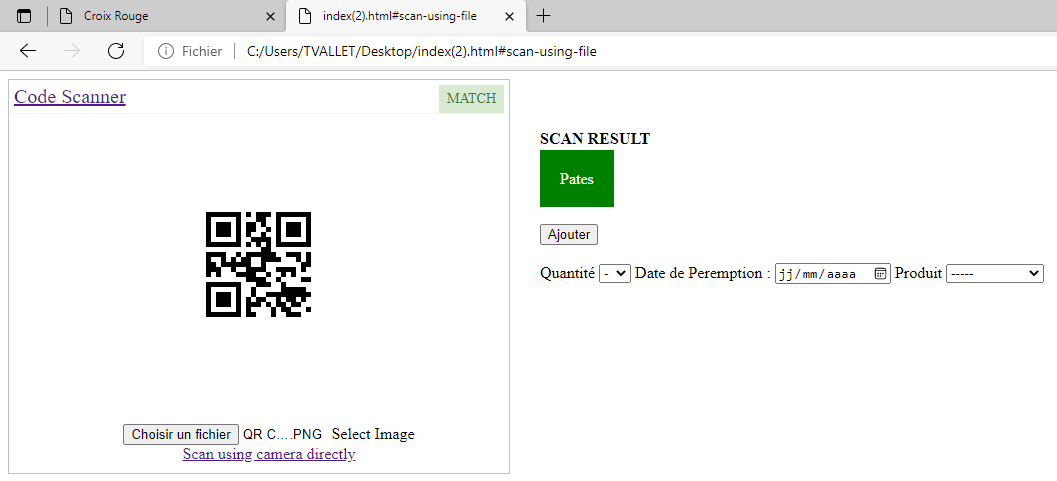 Croix Rouge
index(2).html#scan-using-file
Fichier C:/Users/TVALLET/Desktop/index(2).html#scan-using-file
Code Scanner MATCH
SCAN RESULT
Pates
Ajouter
Quantité - Date de Peremption : jj/mm/aaaa Produit -----
Choisir un fichier QR C....PNG Select Image
Scan using camera directly